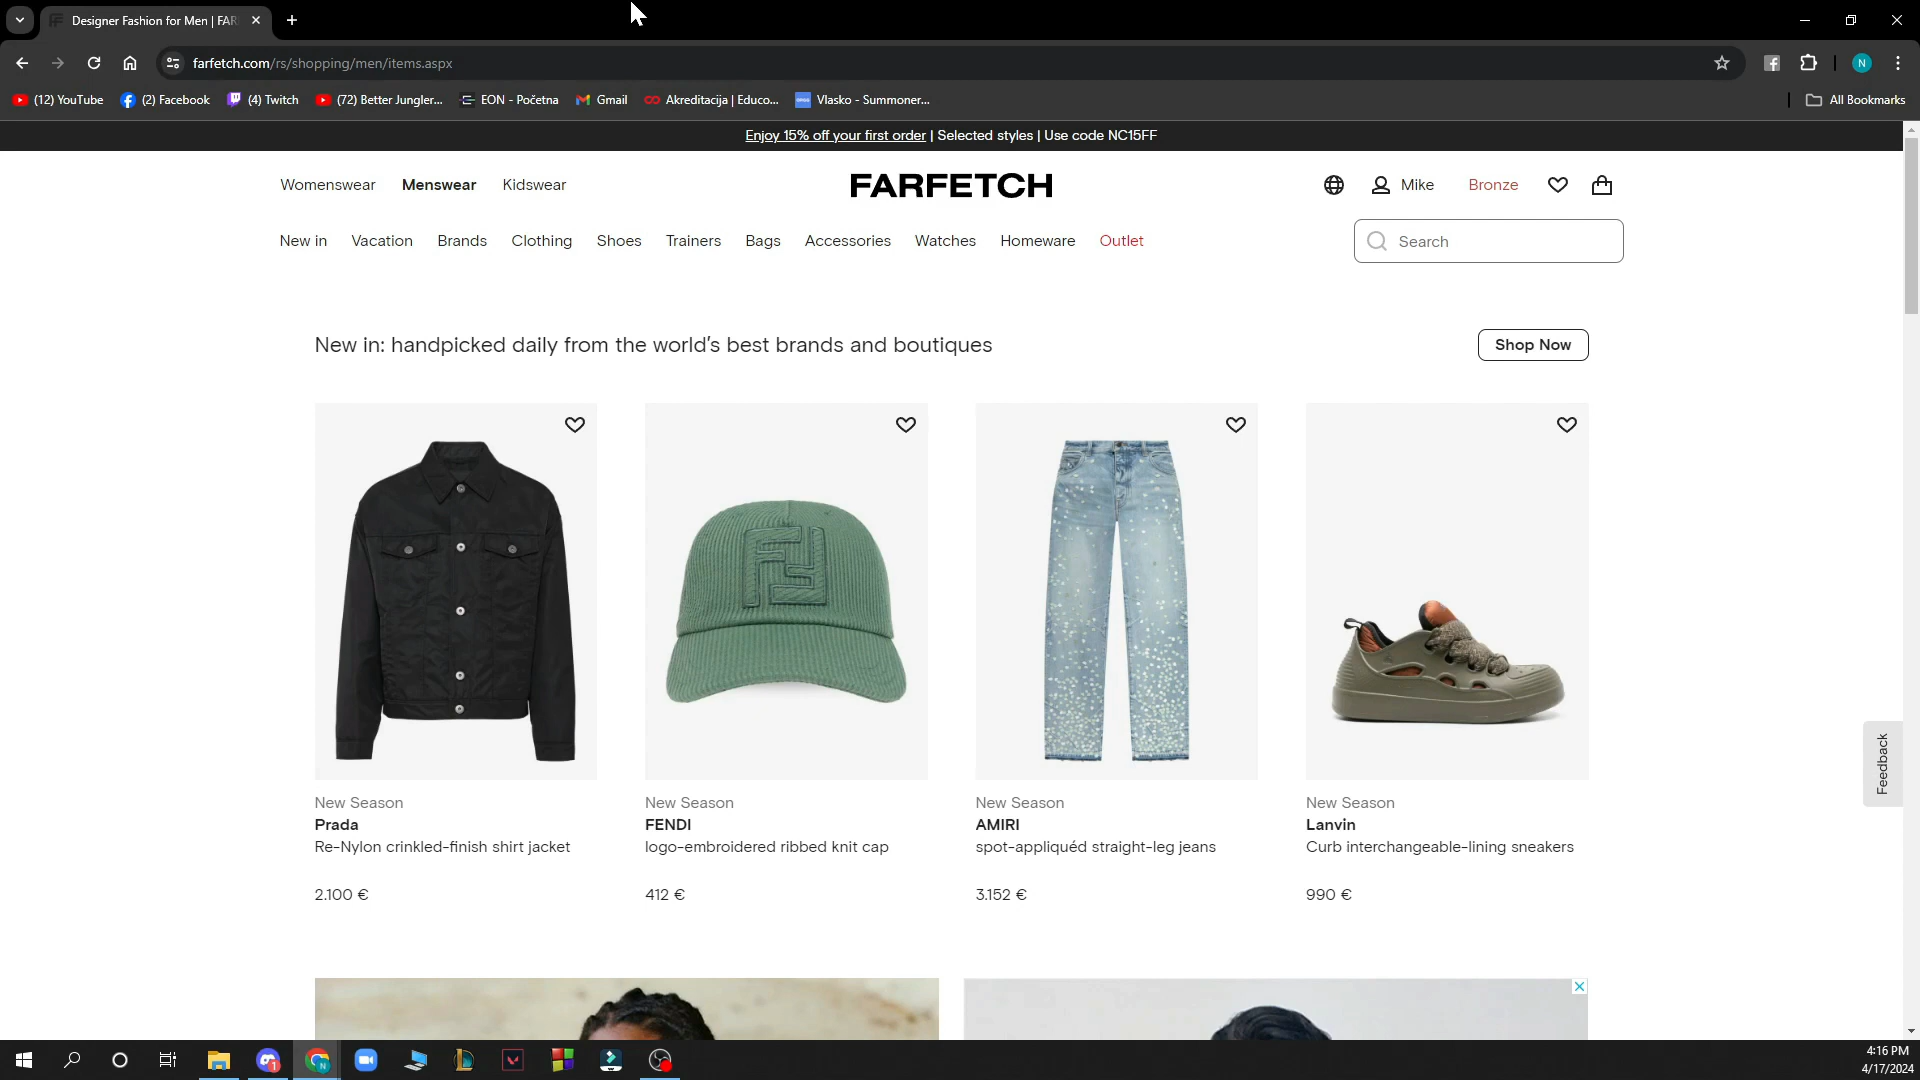 Designer Fashion for Men | FAR
farfetch.com/rs/shopping/men/items.aspx
N
(12) YouTube
(2) Facebook
(4) Twitch
(72) Better Jungler...
EON - Početna
Gmail
Akreditacija | Educo...
Vlasko - Summoner...
All Bookmarks
Enjoy 15% off your first order | Selected styles | Use code NC15FF
Womenswear
Menswear
Kidswear
FARFETCH
Mike
Bronze
New in
Vacation
Brands
Clothing
Shoes
Trainers
Bags
Accessories
Watches
Homeware
Outlet
Search
New in: handpicked daily from the world's best brands and boutiques
Shop Now
New Season
Prada
Re-Nylon crinkled-finish shirt jacket
2.100 €
New Season
FENDI
logo-embroidered ribbed knit cap
412 €
New Season
AMIRI
spot-appliquéd straight-leg jeans
3.152 €
New Season
Lanvin
Curb interchangeable-lining sneakers
990 €
Feedback
4:16 PM
4/17/2024